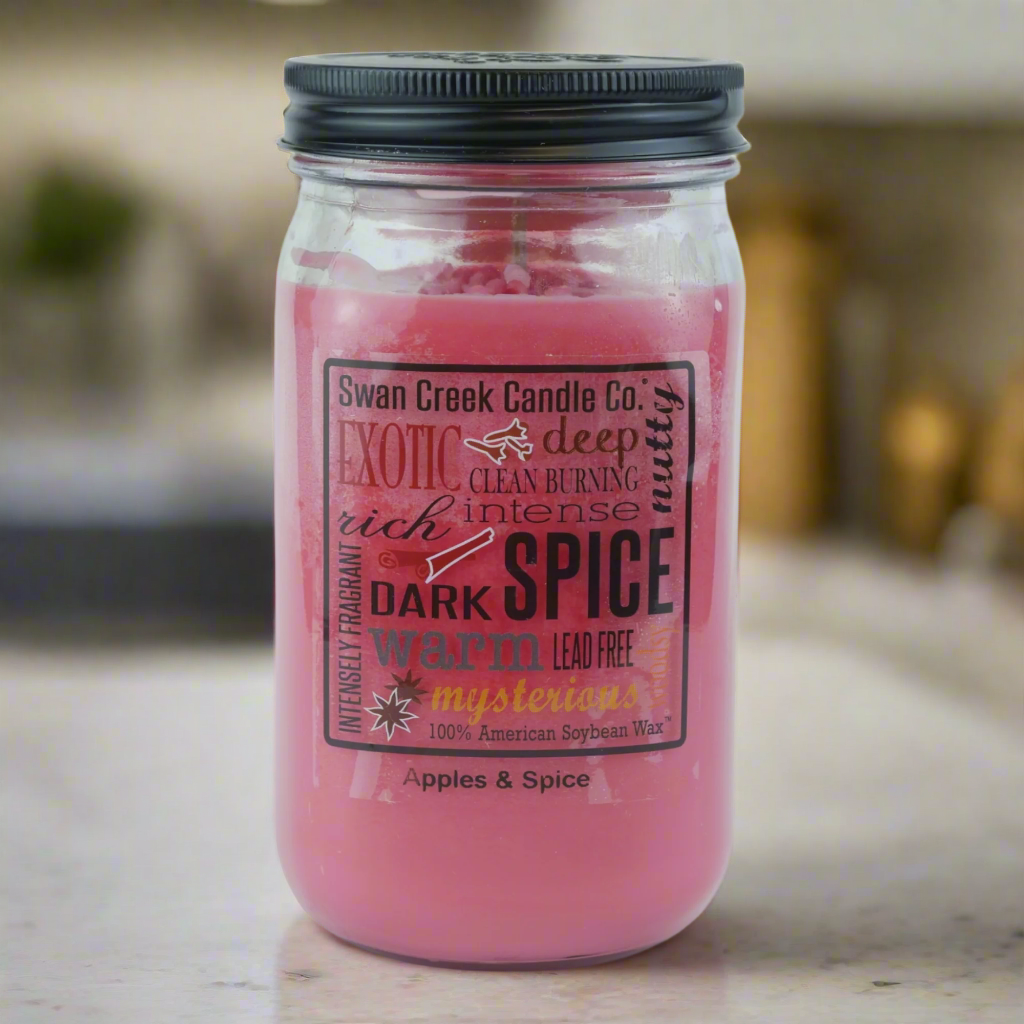 Swan Creek Candle Co.®
EXOTIC
deep
nutty
CLEAN BURNING
rich
intense
INTENSELY FRAGRANT
DARK
SPICE
warm
LEAD FREE
mysterious
100% American Soybean Wax™
Apples & Spice